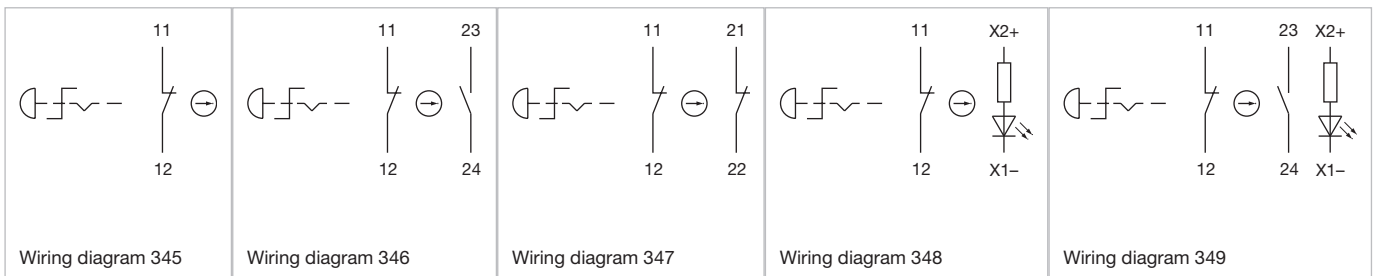 11
12
Wiring diagram 345
11 23
12 24
Wiring diagram 346
11 21
12 22
Wiring diagram 347
11 X2+
12 X1–
Wiring diagram 348
11 23 X2+
12 24 X1–
Wiring diagram 349